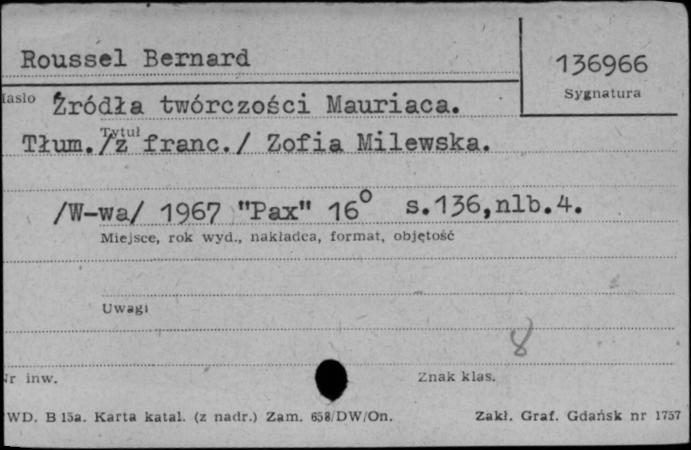 Roussel Bernard
136966
Hasło
Sygnatura
Źródła twórczości Mauriaca.
Tytuł
Tłum./z franc./ Zofia Milewska.
/W-wa/ 1967 "Pax" 16° s.136,nlb.4.
Miejsce, rok wyd., nakładca, format, objętość
Uwagi
8
Nr inw.
Znak klas.
WD. B 15a. Karta katal. (z nadr.) Zam. 658/DW/On.
Zakł. Graf. Gdańsk nr 1757